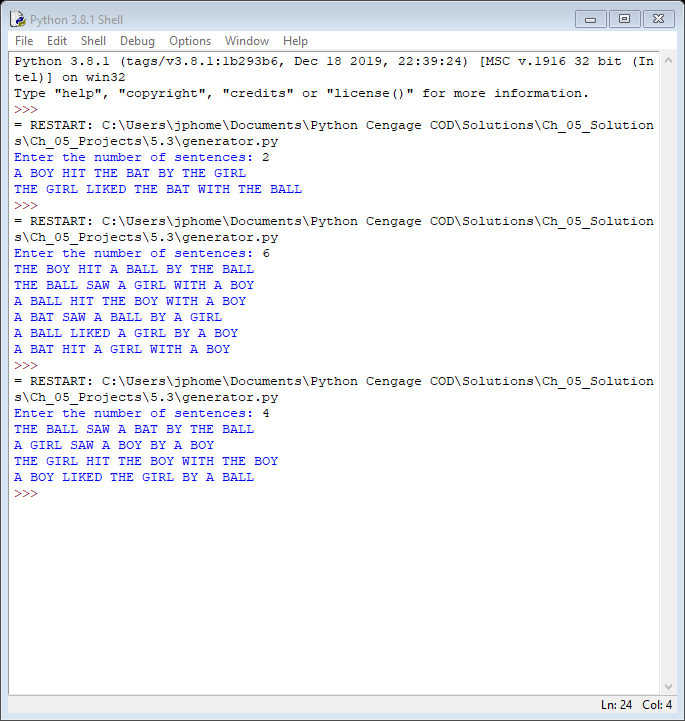 Python 3.8.1 Shell
File Edit Shell Debug Options Window Help
Python 3.8.1 (tags/v3.8.1:1b293b6, Dec 18 2019, 22:39:24) [MSC v.1916 32 bit (In
tel)] on win32
Type "help", "copyright", "credits" or "license()" for more information.
>>>
= RESTART: C:\Users\jphome\Documents\Python Cengage COD\Solutions\Ch_05_Solution
s\Ch_05_Projects\5.3\generator.py
Enter the number of sentences: 2
A BOY HIT THE BAT BY THE GIRL
THE GIRL LIKED THE BAT WITH THE BALL
>>>
= RESTART: C:\Users\jphome\Documents\Python Cengage COD\Solutions\Ch_05_Solution
s\Ch_05_Projects\5.3\generator.py
Enter the number of sentences: 6
THE BOY HIT A BALL BY THE BALL
THE BALL SAW A GIRL WITH A BOY
A BALL HIT THE BOY WITH A BOY
A BAT SAW A BALL BY A GIRL
A BALL LIKED A GIRL BY A BOY
A BAT HIT A GIRL WITH A BOY
>>>
= RESTART: C:\Users\jphome\Documents\Python Cengage COD\Solutions\Ch_05_Solution
s\Ch_05_Projects\5.3\generator.py
Enter the number of sentences: 4
THE BALL SAW A BAT BY THE BALL
A GIRL SAW A BOY BY A BOY
THE GIRL HIT THE BOY WITH THE BOY
A BOY LIKED THE GIRL BY A BALL
>>>
Ln: 24 Col: 4